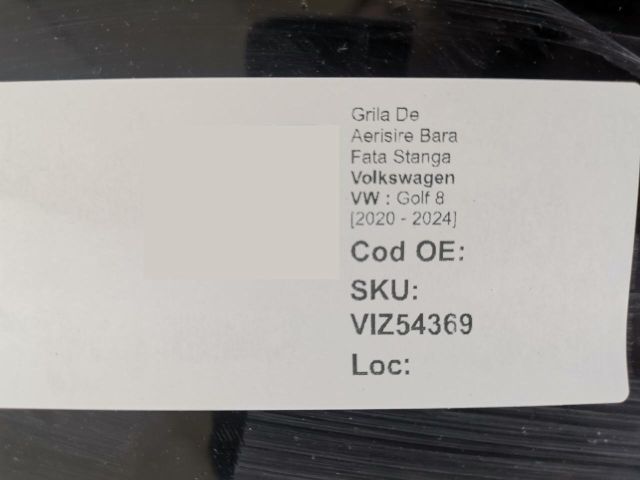 Grila De
Aerisire Bara
Fata Stanga
Volkswagen
VW : Golf 8
[2020 - 2024]
Cod OE:
SKU:
VIZ54369
Loc: